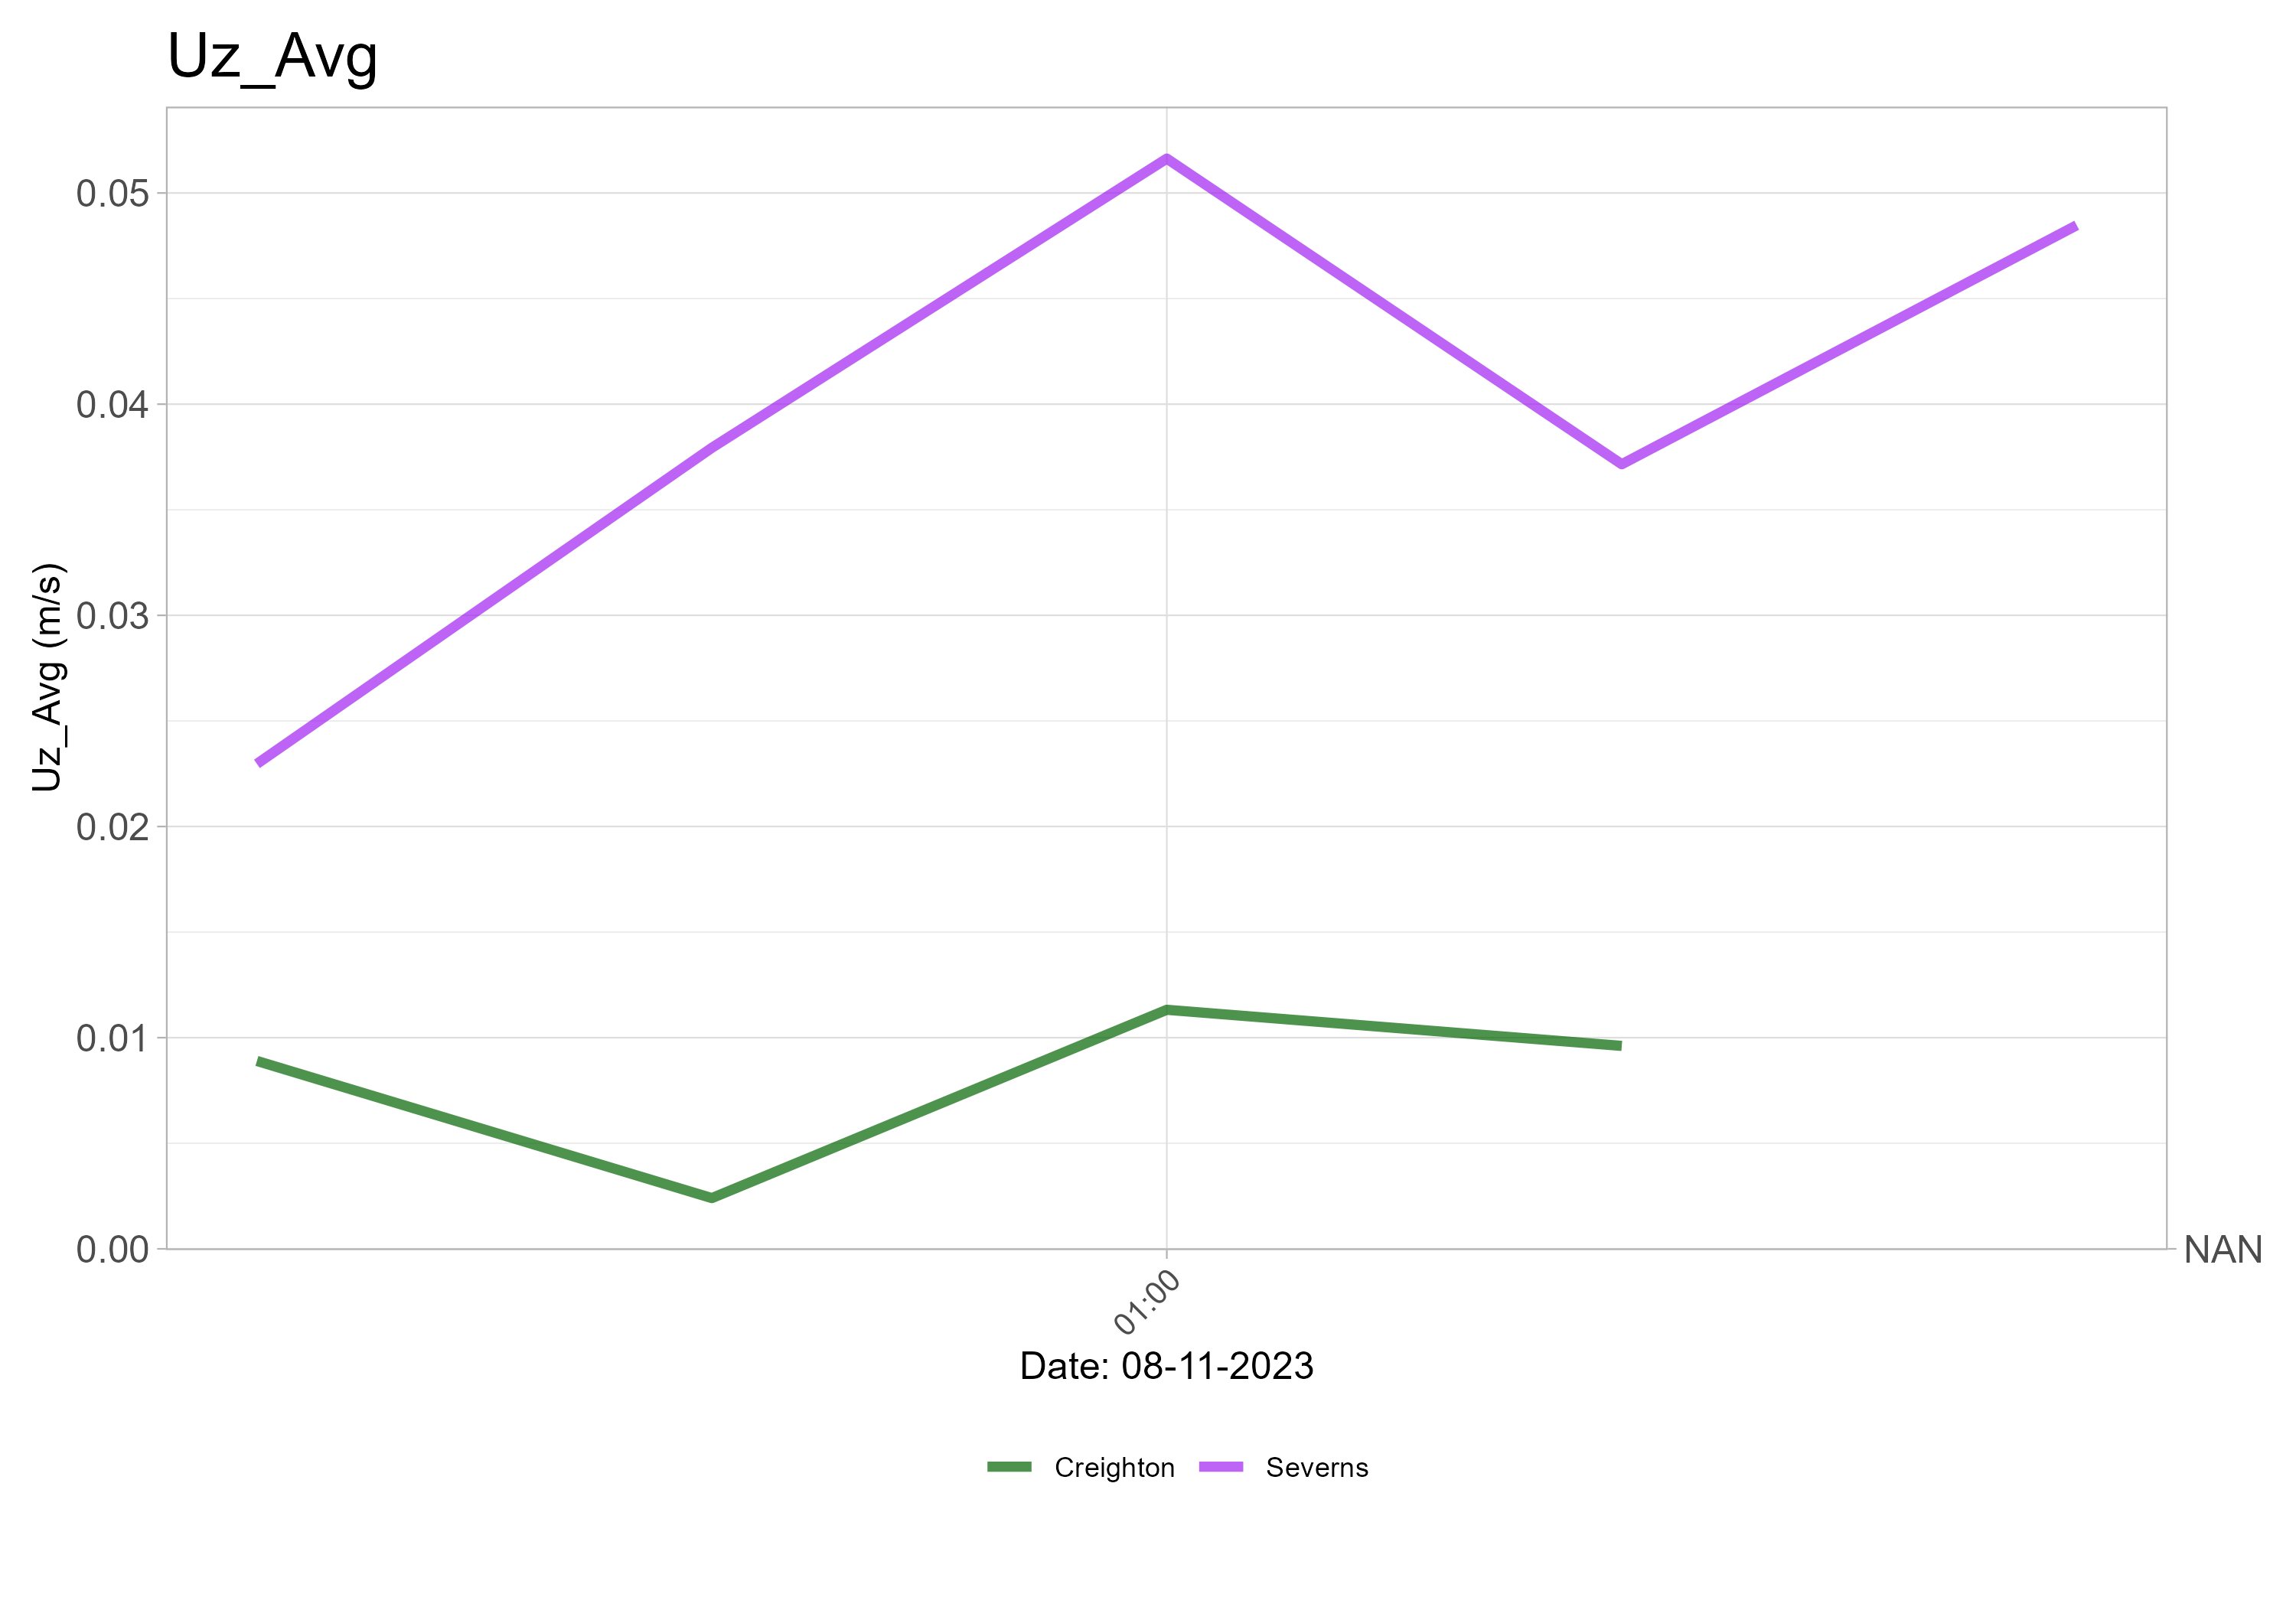 Uz_Avg
Uz_Avg (m/s)
0.05
0.04
0.03
0.02
0.01
0.00
NAN
01:00
Date: 08-11-2023
Creighton Severns